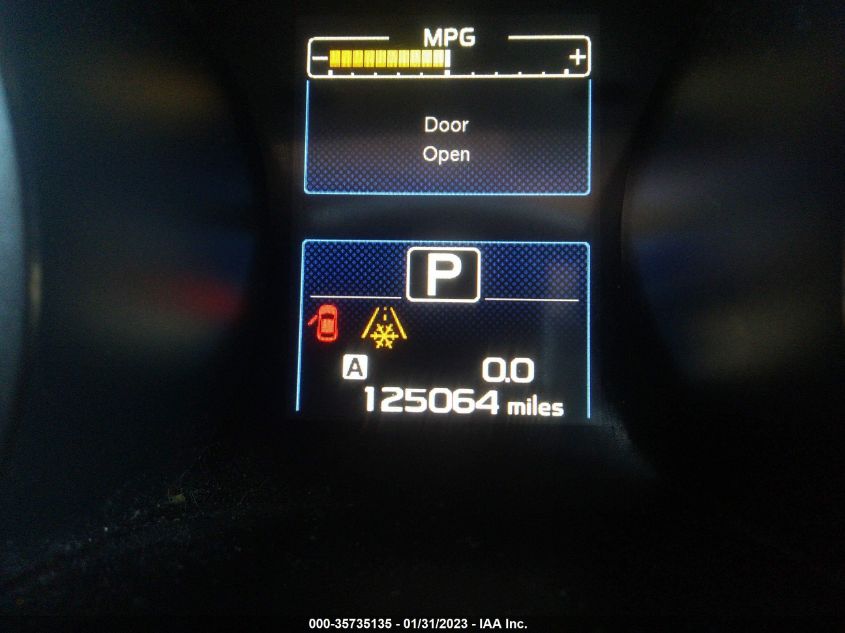 MPG
Door
Open
P
A 0.0
125064 miles
000-35735135 - 01/31/2023 - IAA Inc.